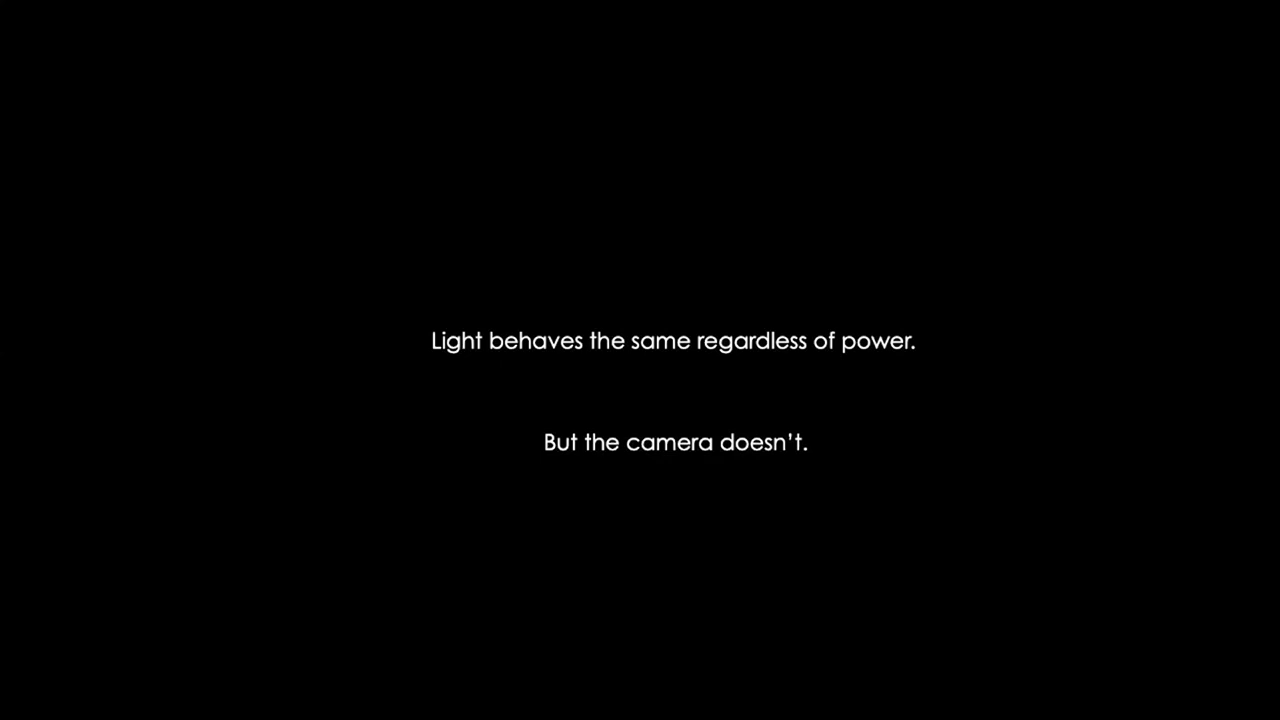 Light behaves the same regardless of power.
But the camera doesn’t.